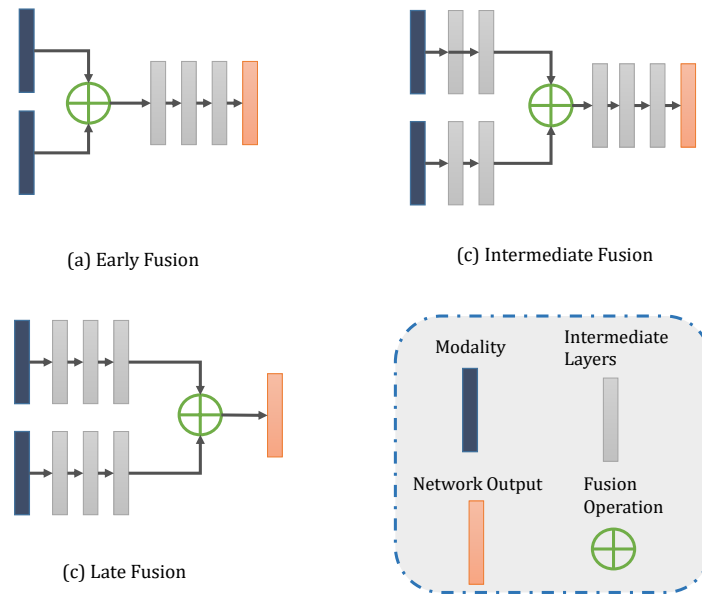 (a) Early Fusion
(c) Intermediate Fusion
(c) Late Fusion
Modality
Intermediate
Layers
Network Output
Fusion
Operation